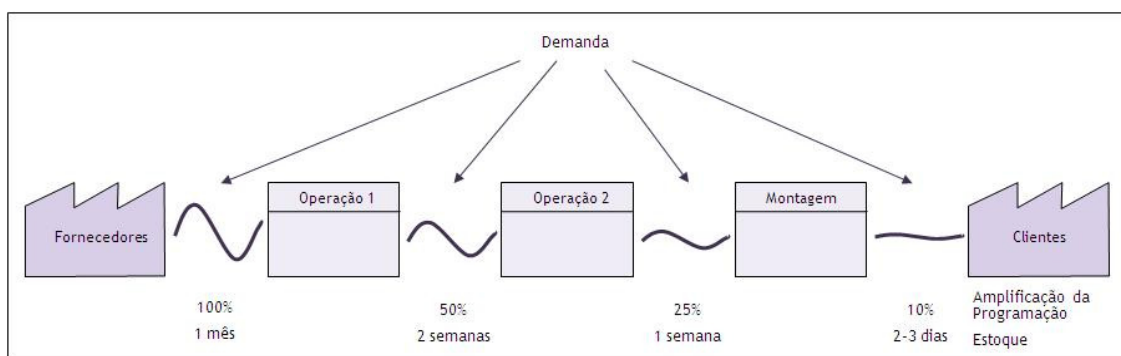 Demanda
Operação 1
Operação 2
Montagem
Fornecedores
Clientes
100%
50%
25%
10%
Amplificação da
Programação
1 mês
2 semanas
1 semana
2-3 dias
Estoque